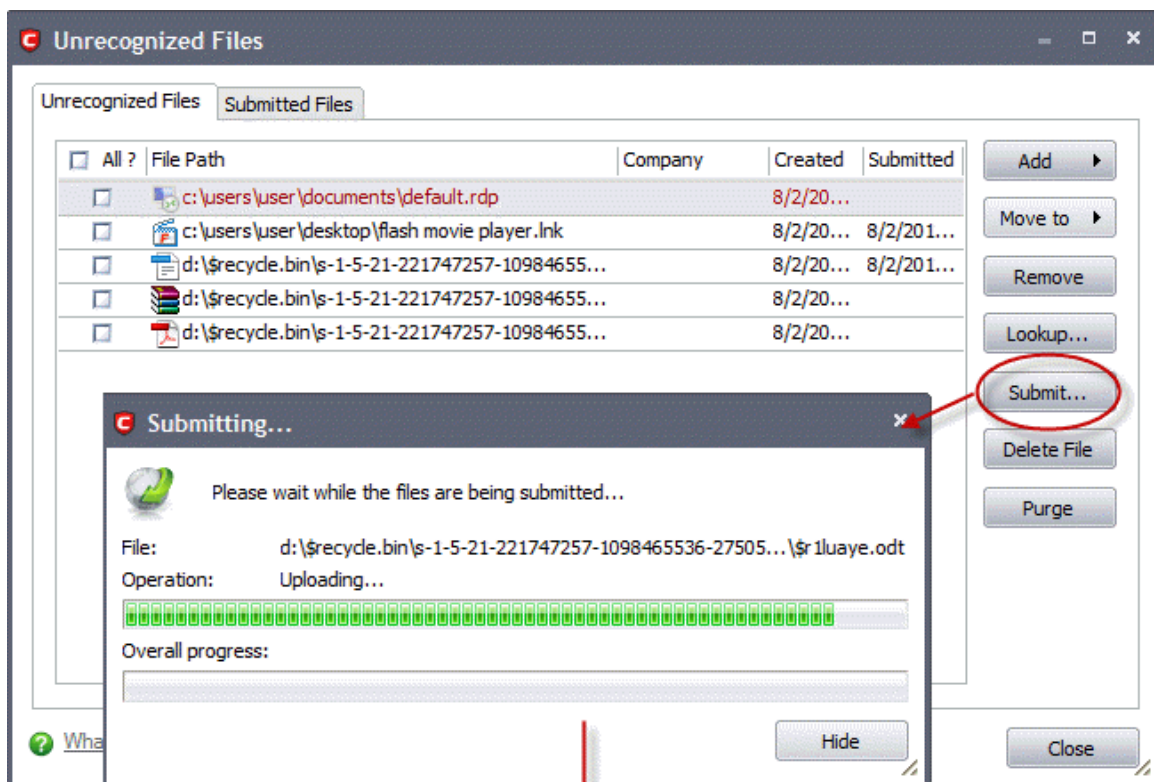 Unrecognized Files
Unrecognized Files Submitted Files
All ? File Path Company Created Submitted
c:\users\user\documents\default.rdp 8/2/20...
c:\users\user\desktop\flash movie player.lnk 8/2/20... 8/2/201...
d:\$recycle.bin\s-1-5-21-221747257-10984655... 8/2/20... 8/2/201...
d:\$recycle.bin\s-1-5-21-221747257-10984655... 8/2/20...
d:\$recycle.bin\s-1-5-21-221747257-10984655... 8/2/20...
Add
Move to
Remove
Lookup...
Submit...
Delete File
Purge
Submitting...
Please wait while the files are being submitted...
File: d:\$recycle.bin\s-1-5-21-221747257-1098465536-27505...\$r1luaye.odt
Operation: Uploading...
Overall progress:
Hide
Wha
Close